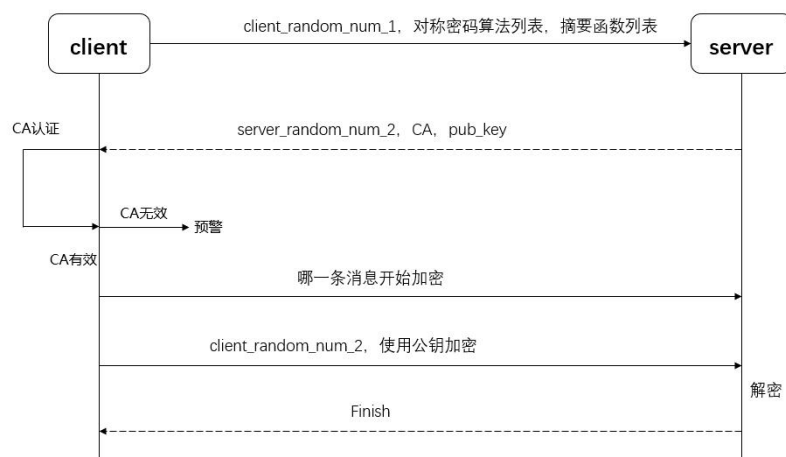 client
client_random_num_1，对称密码算法列表，摘要函数列表
server
CA认证
server_random_num_2，CA，pub_key
CA无效
预警
CA有效
哪一条消息开始加密
client_random_num_2，使用公钥加密
解密
Finish